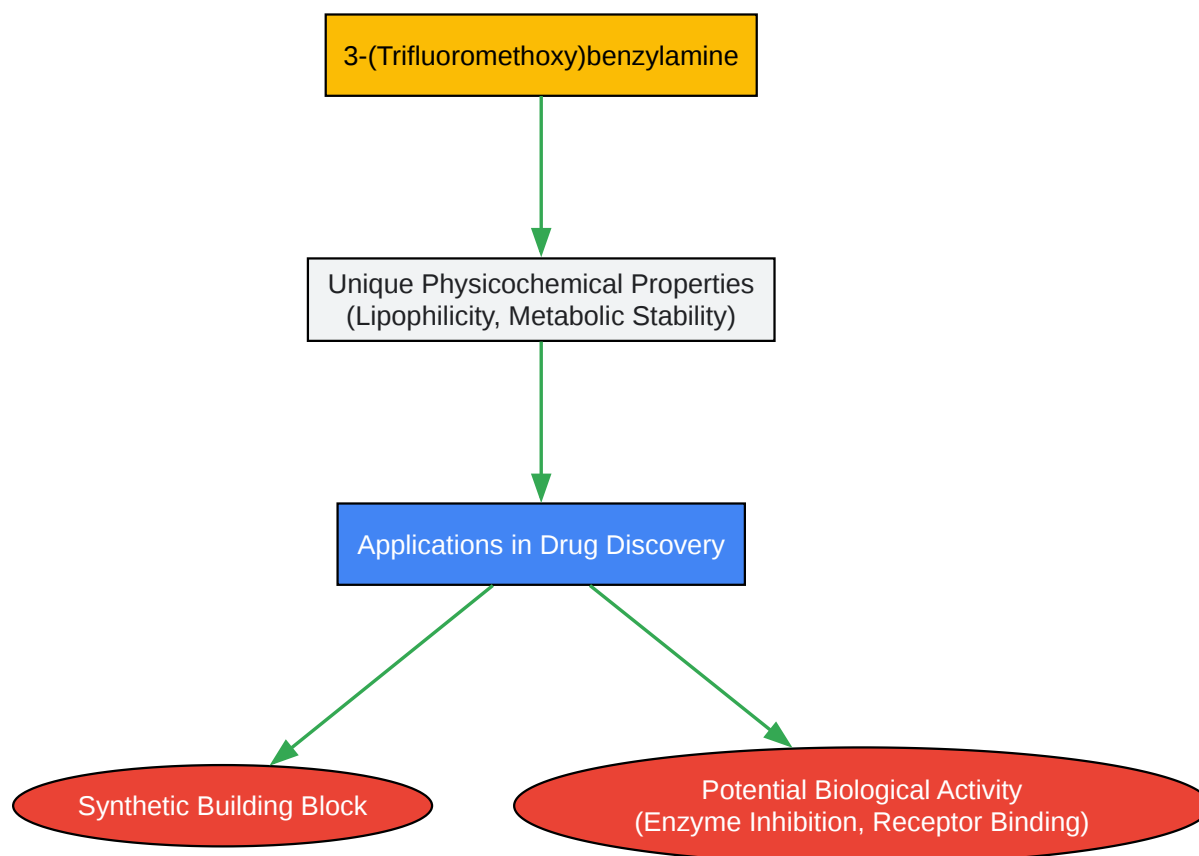 3-(Trifluoromethoxy)benzylamine
Unique Physicochemical Properties
(Lipophilicity, Metabolic Stability)
Applications in Drug Discovery
Synthetic Building Block
Potential Biological Activity
(Enzyme Inhibition, Receptor Binding)